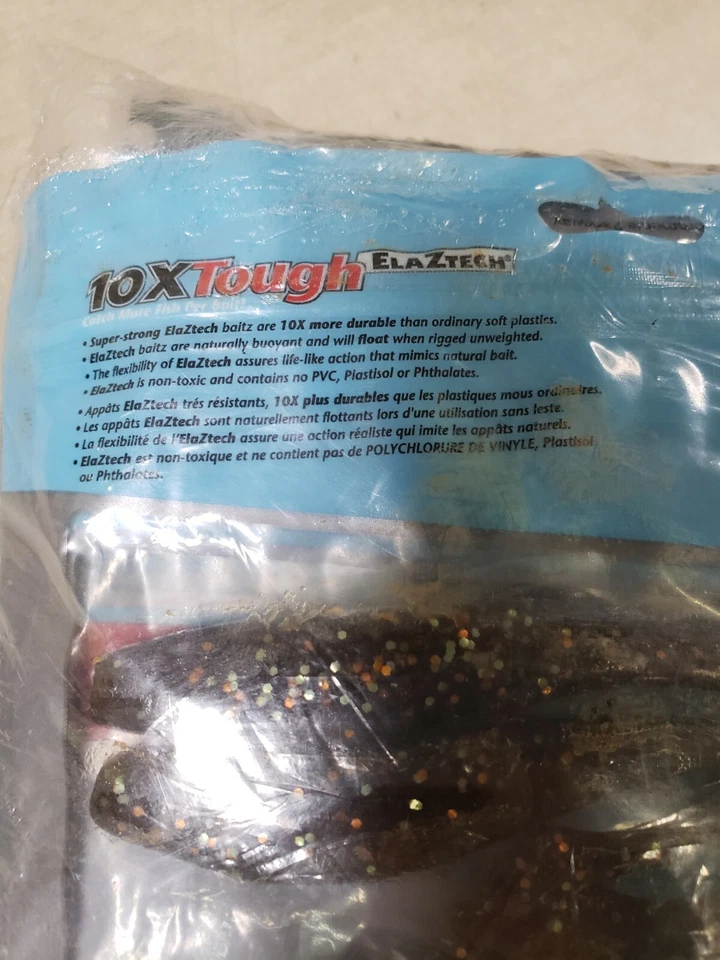 10XTough ELAZTECH®
Catch More Fish Per Bait!
• Super-strong ElaZtech baitz are 10X more durable than ordinary soft plastics.
• ElaZtech baitz are naturally buoyant and will float when rigged unweighted.
• The flexibility of ElaZtech assures life-like action that mimics natural bait.
• ElaZtech is non-toxic and contains no PVC, Plastisol or Phthalates.
• Appâts ElaZtech trés résistants, 10X plus durables que les plastiques mous ordinaires.
• Les appâts ElaZtech sont naturellement flottants lors d'une utilisation sans leste.
• La flexibilité de l'ElaZtech assure une action réaliste qui imite les appâts naturels.
• ElaZtech est non-toxique et ne contient pas de POLYCHLORURE DE VINYLE, Plastisol
ou Phthalates.